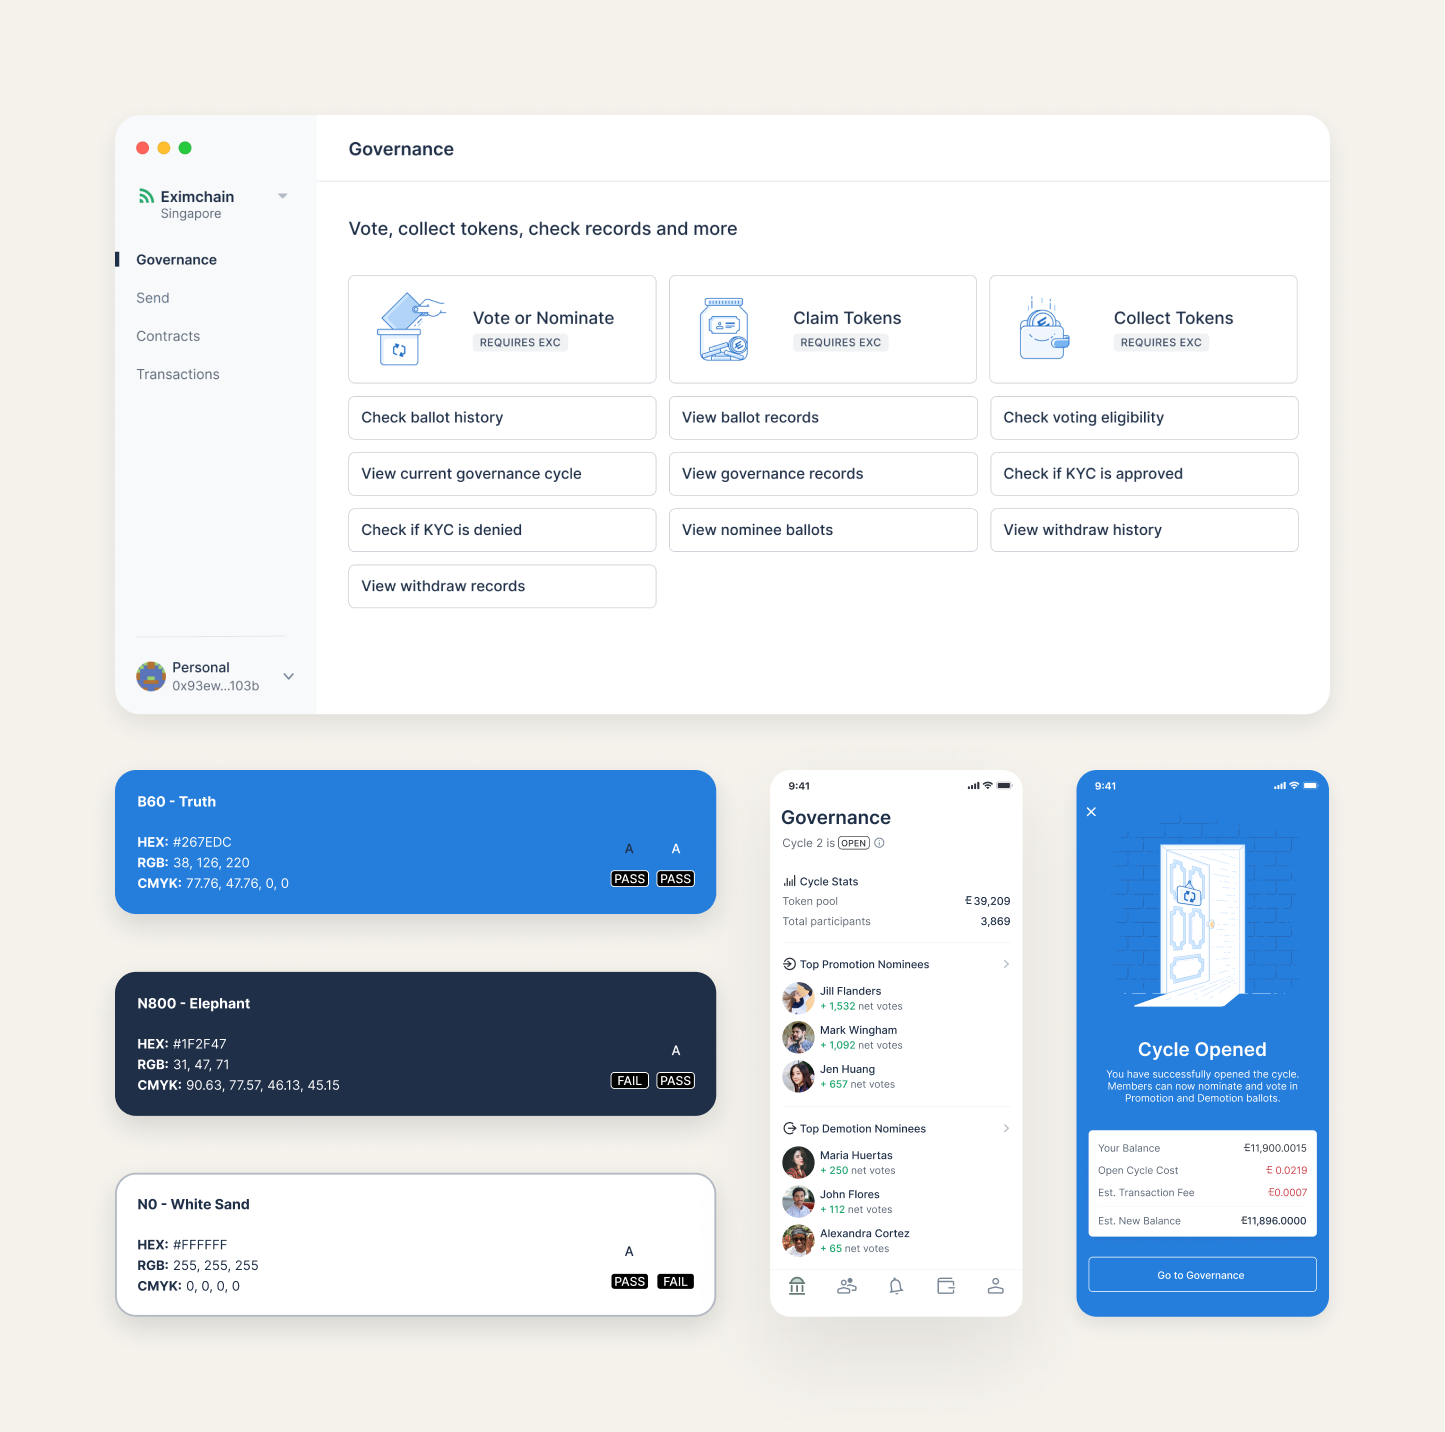 Governance
Eximchain
Singapore
Governance
Send
Contracts
Transactions
Personal
0x93ew...103b
Vote, collect tokens, check records and more
Vote or Nominate
REQUIRES EXC
Claim Tokens
REQUIRES EXC
Collect Tokens
REQUIRES EXC
Check ballot history
View ballot records
Check voting eligibility
View current governance cycle
View governance records
Check if KYC is approved
Check if KYC is denied
View nominee ballots
View withdraw history
View withdraw records
B60 - Truth
HEX: #267EDC
RGB: 38, 126, 220
CMYK: 77.76, 47.76, 0, 0
A A
PASS PASS
N800 - Elephant
HEX: #1F2F47
RGB: 31, 47, 71
CMYK: 90.63, 77.57, 46.13, 45.15
A
FAIL PASS
N0 - White Sand
HEX: #FFFFFF
RGB: 255, 255, 255
CMYK: 0, 0, 0, 0
A
PASS FAIL
9:41
Governance
Cycle 2 is OPEN
Cycle Stats
Token pool Ɛ39,209
Total participants 3,869
Top Promotion Nominees
Jill Flanders
+ 1,532 net votes
Mark Wingham
+ 1,092 net votes
Jen Huang
+ 657 net votes
Top Demotion Nominees
Maria Huertas
+ 250 net votes
John Flores
+ 112 net votes
Alexandra Cortez
+ 65 net votes
9:41
Cycle Opened
You have successfully opened the cycle.
Members can now nominate and vote in
Promotion and Demotion ballots.
Your Balance Ɛ11,900.0015
Open Cycle Cost Ɛ 0.0219
Est. Transaction Fee Ɛ0.0007
Est. New Balance Ɛ11,896.0000
Go to Governance